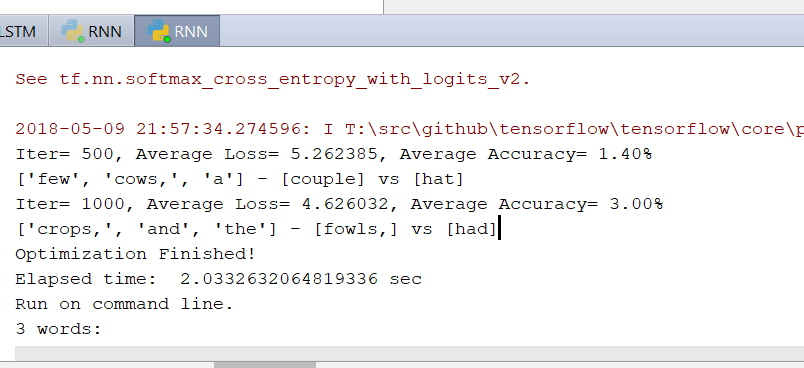 LSTM RNN RNN
See tf.nn.softmax_cross_entropy_with_logits_v2.
2018-05-09 21:57:34.274596: I T:\src\github\tensorflow\tensorflow\core\p
Iter= 500, Average Loss= 5.262385, Average Accuracy= 1.40%
['few', 'cows,', 'a'] - [couple] vs [hat]
Iter= 1000, Average Loss= 4.626032, Average Accuracy= 3.00%
['crops,', 'and', 'the'] - [fowls,] vs [had]
Optimization Finished!
Elapsed time:  2.0332632064819336 sec
Run on command line.
3 words: